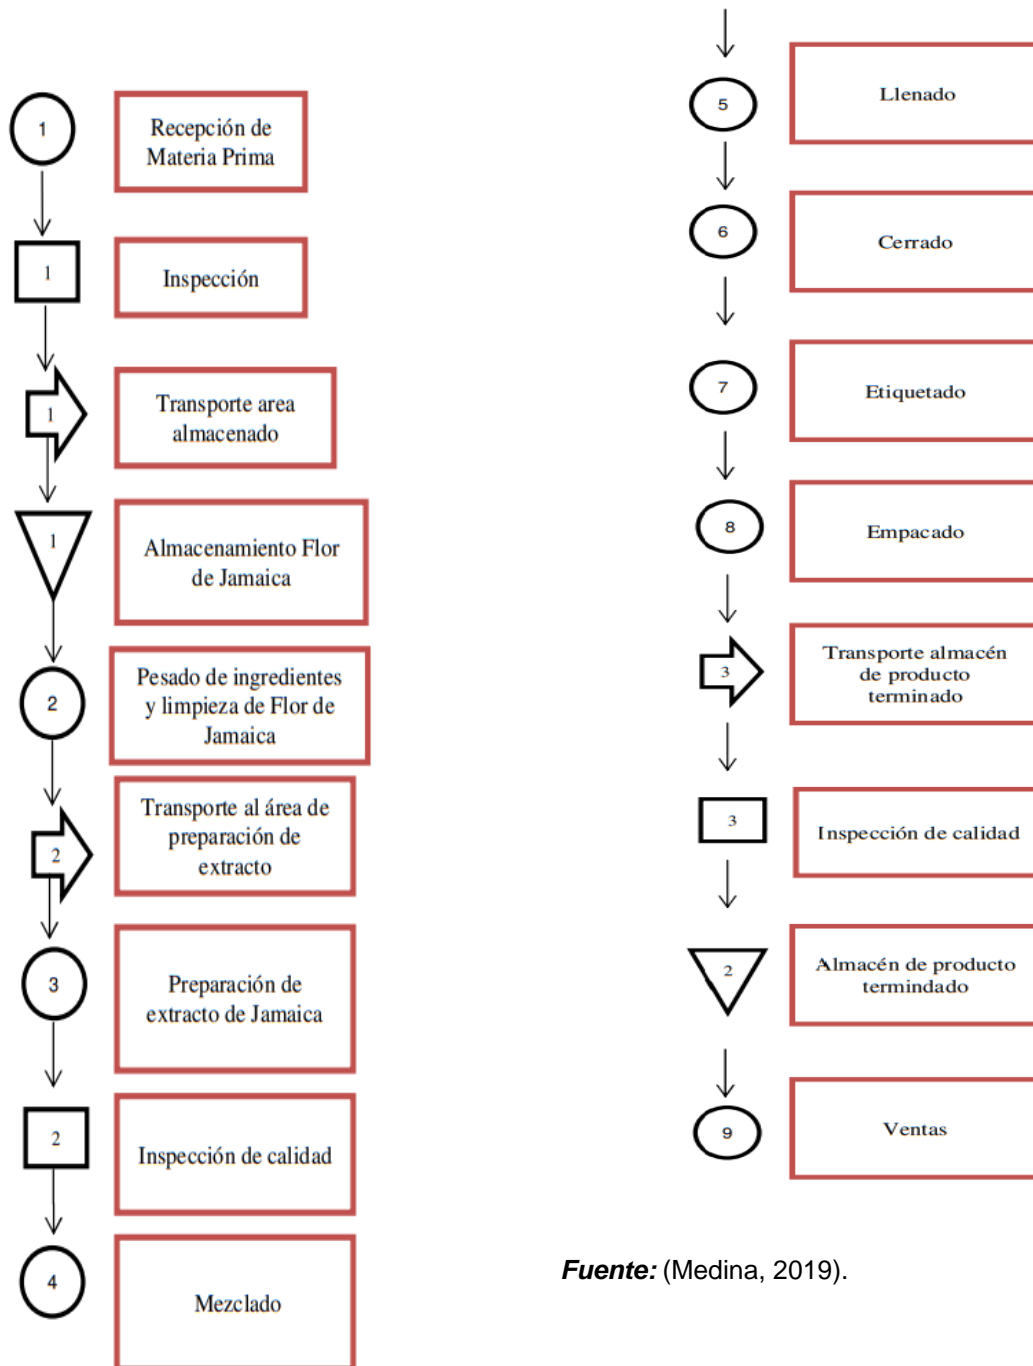 1
Recepción de
Materia Prima
1
Inspección
1
Transporte area
almacenado
1
Almacenamiento Flor
de Jamaica
2
Pesado de ingredientes
y limpieza de Flor de
Jamaica
2
Transporte al área de
preparación de
extracto
3
Preparación de
extracto de Jamaica
2
Inspección de calidad
4
Mezclado
5
Llenado
6
Cerrado
7
Etiquetado
8
Empacado
3
Transporte almacén
de producto
terminado
3
Inspección de calidad
2
Almacén de producto
termindado
9
Ventas
Fuente: (Medina, 2019).